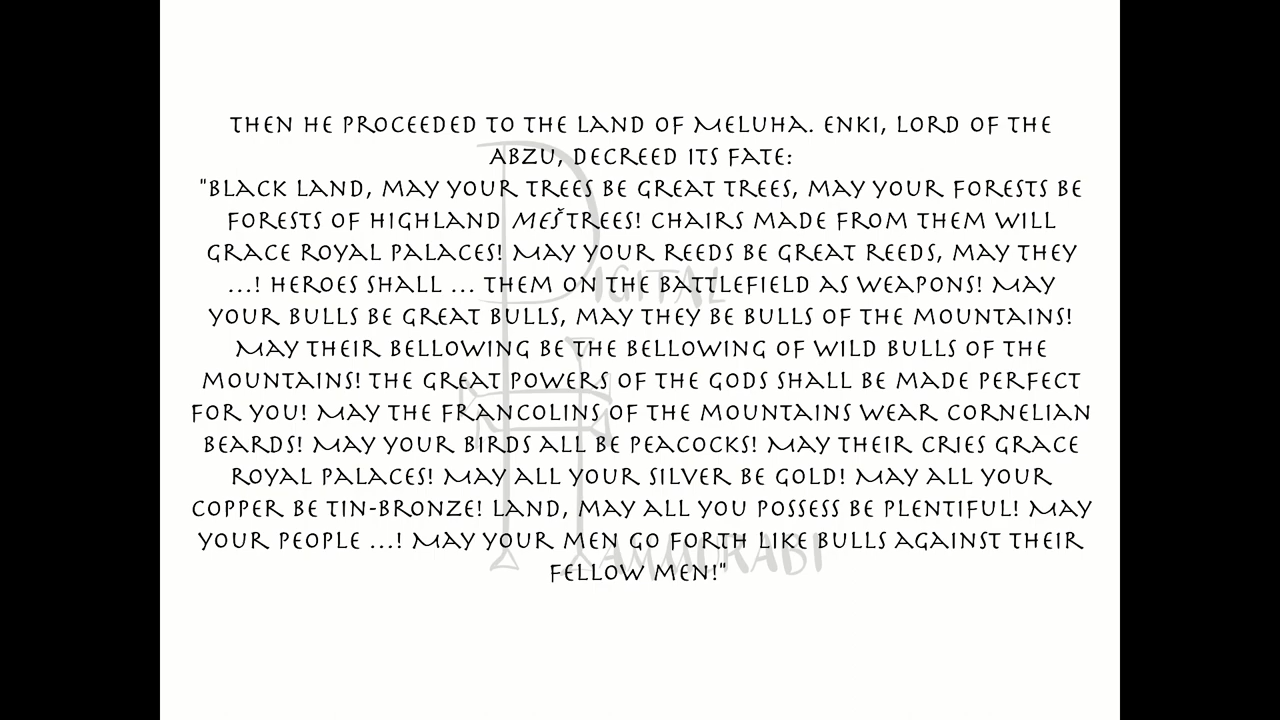 THEN HE PROCEEDED TO THE LAND OF MELUHA. ENKI, LORD OF THE
ABZU, DECREED ITS FATE:
"BLACK LAND, MAY YOUR TREES BE GREAT TREES, MAY YOUR FORESTS BE
FORESTS OF HIGHLAND MEŠTREES! CHAIRS MADE FROM THEM WILL
GRACE ROYAL PALACES! MAY YOUR REEDS BE GREAT REEDS, MAY THEY
…! HEROES SHALL … THEM ON THE BATTLEFIELD AS WEAPONS! MAY
YOUR BULLS BE GREAT BULLS, MAY THEY BE BULLS OF THE MOUNTAINS!
MAY THEIR BELLOWING BE THE BELLOWING OF WILD BULLS OF THE
MOUNTAINS! THE GREAT POWERS OF THE GODS SHALL BE MADE PERFECT
FOR YOU! MAY THE FRANCOLINS OF THE MOUNTAINS WEAR CORNELIAN
BEARDS! MAY YOUR BIRDS ALL BE PEACOCKS! MAY THEIR CRIES GRACE
ROYAL PALACES! MAY ALL YOUR SILVER BE GOLD! MAY ALL YOUR
COPPER BE TIN-BRONZE! LAND, MAY ALL YOU POSSESS BE PLENTIFUL! MAY
YOUR PEOPLE …! MAY YOUR MEN GO FORTH LIKE BULLS AGAINST THEIR
FELLOW MEN!"
DIGITAL
HAMMURABI